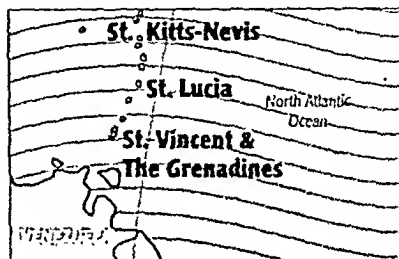 St. Kitts-Nevis
St. Lucia
North Atlantic
Ocean
St. Vincent &
The Grenadines